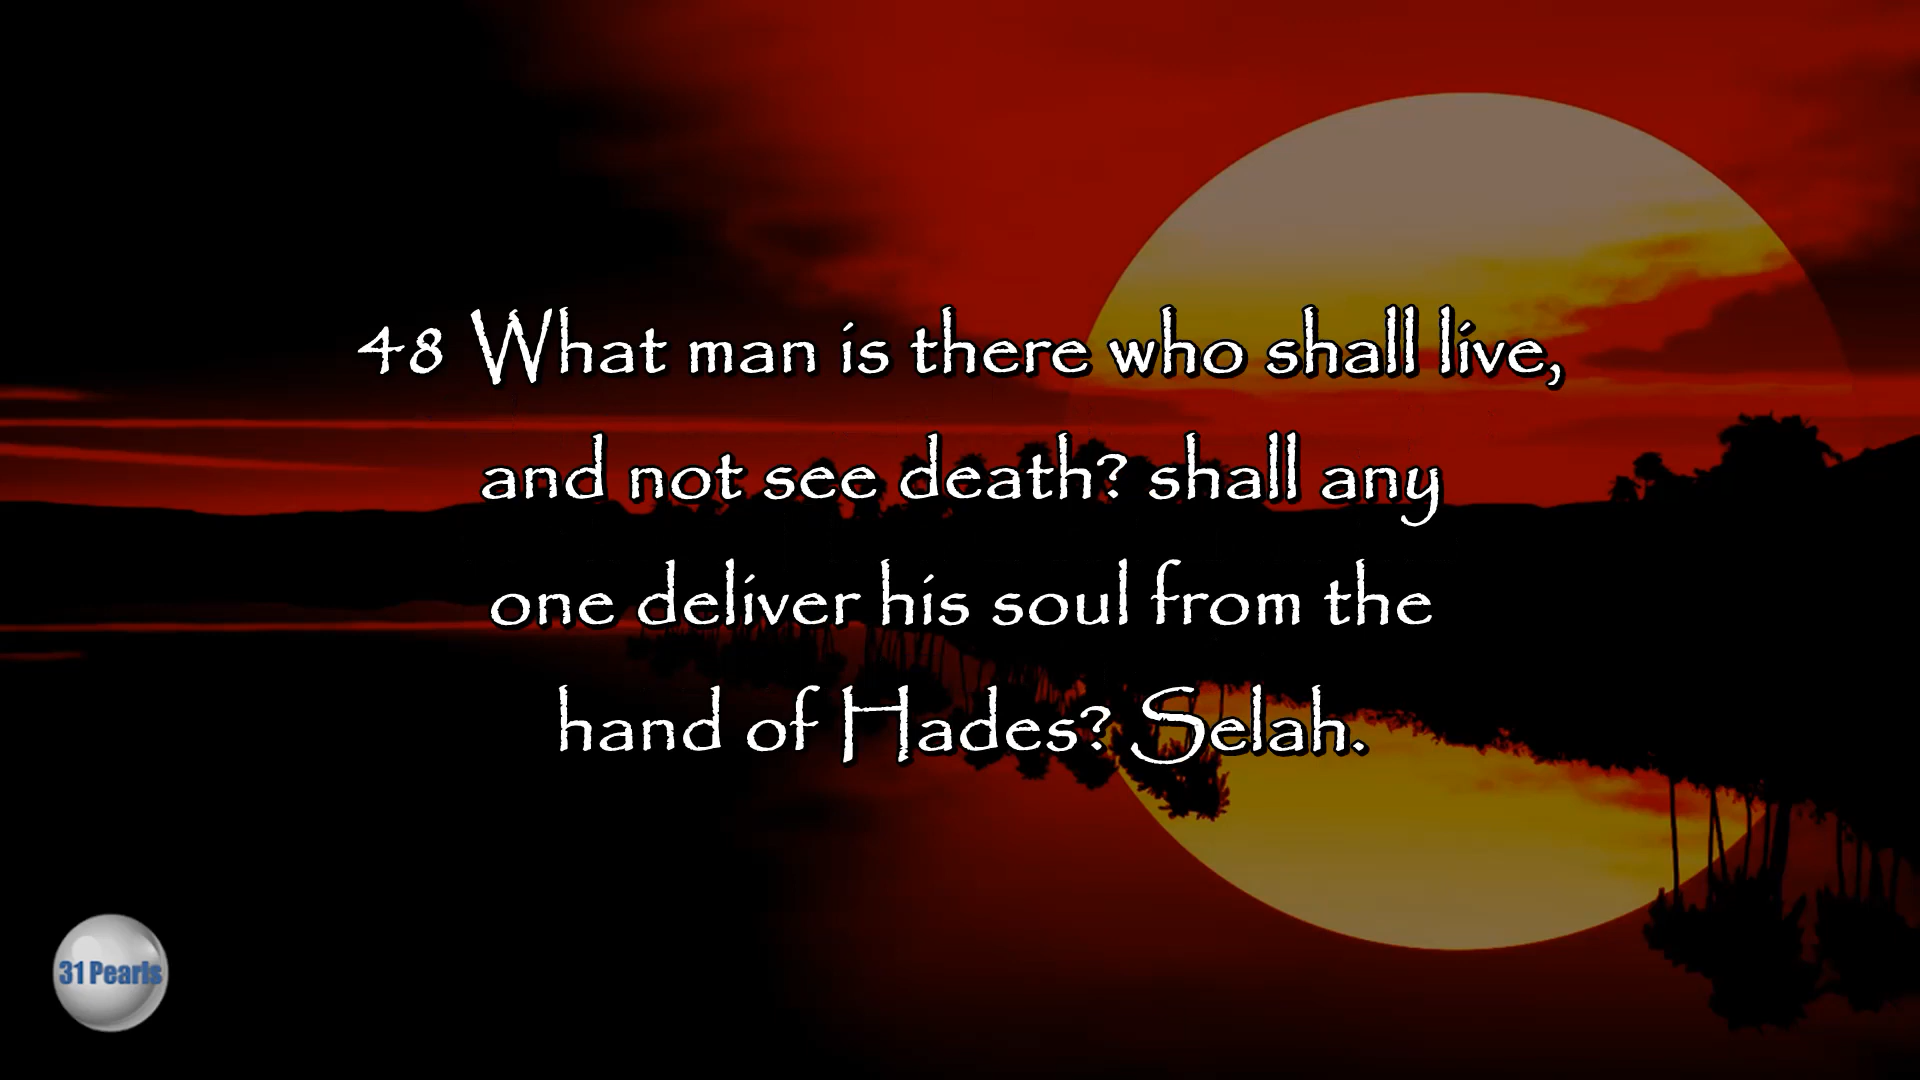 48 What man is there who shall live,
and not see death? shall any
one deliver his soul from the
hand of Hades? Selah.
31 Pearls